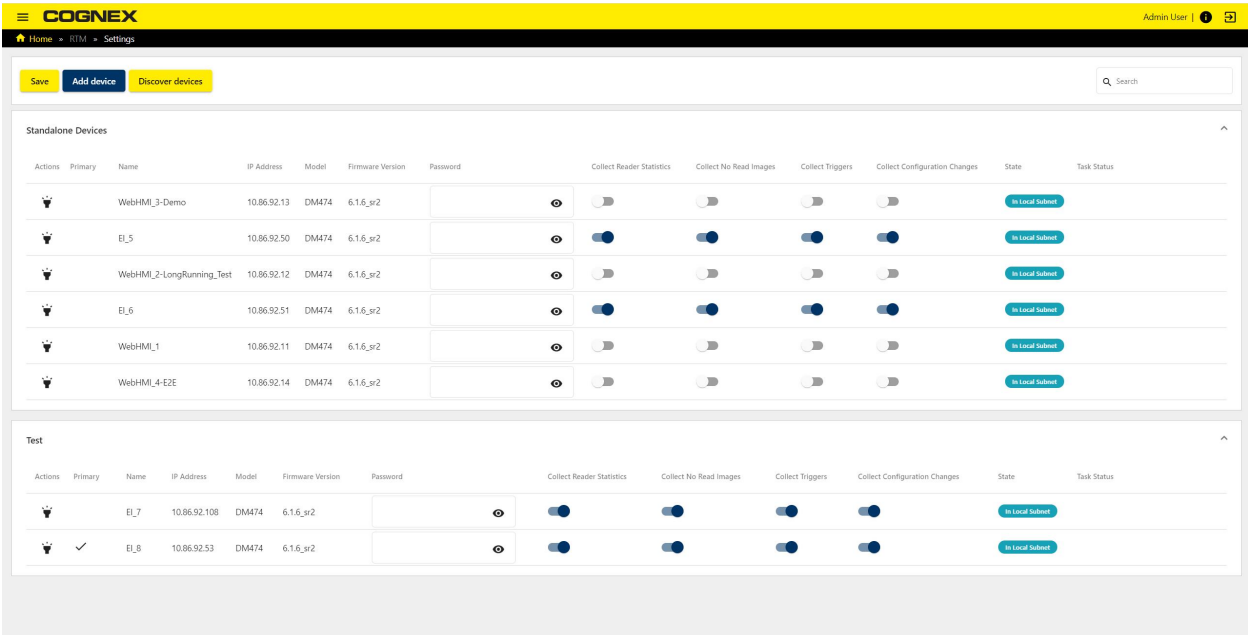 COGNEX
Admin User |
Home » RTM » Settings
Save Add device Discover devices Search
Standalone Devices
Actions Primary Name IP Address Model Firmware Version Password Collect Reader Statistics Collect No Read Images Collect Triggers Collect Configuration Changes State Task Status
WebHMI_3-Demo 10.86.92.13 DM474 6.1.6_sr2 In Local Subnet
EI_5 10.86.92.50 DM474 6.1.6_sr2 In Local Subnet
WebHMI_2-LongRunning_Test 10.86.92.12 DM474 6.1.6_sr2 In Local Subnet
EI_6 10.86.92.51 DM474 6.1.6_sr2 In Local Subnet
WebHMI_1 10.86.92.11 DM474 6.1.6_sr2 In Local Subnet
WebHMI_4-E2E 10.86.92.14 DM474 6.1.6_sr2 In Local Subnet
Test
Actions Primary Name IP Address Model Firmware Version Password Collect Reader Statistics Collect No Read Images Collect Triggers Collect Configuration Changes State Task Status
EI_7 10.86.92.108 DM474 6.1.6_sr2 In Local Subnet
EI_8 10.86.92.53 DM474 6.1.6_sr2 In Local Subnet